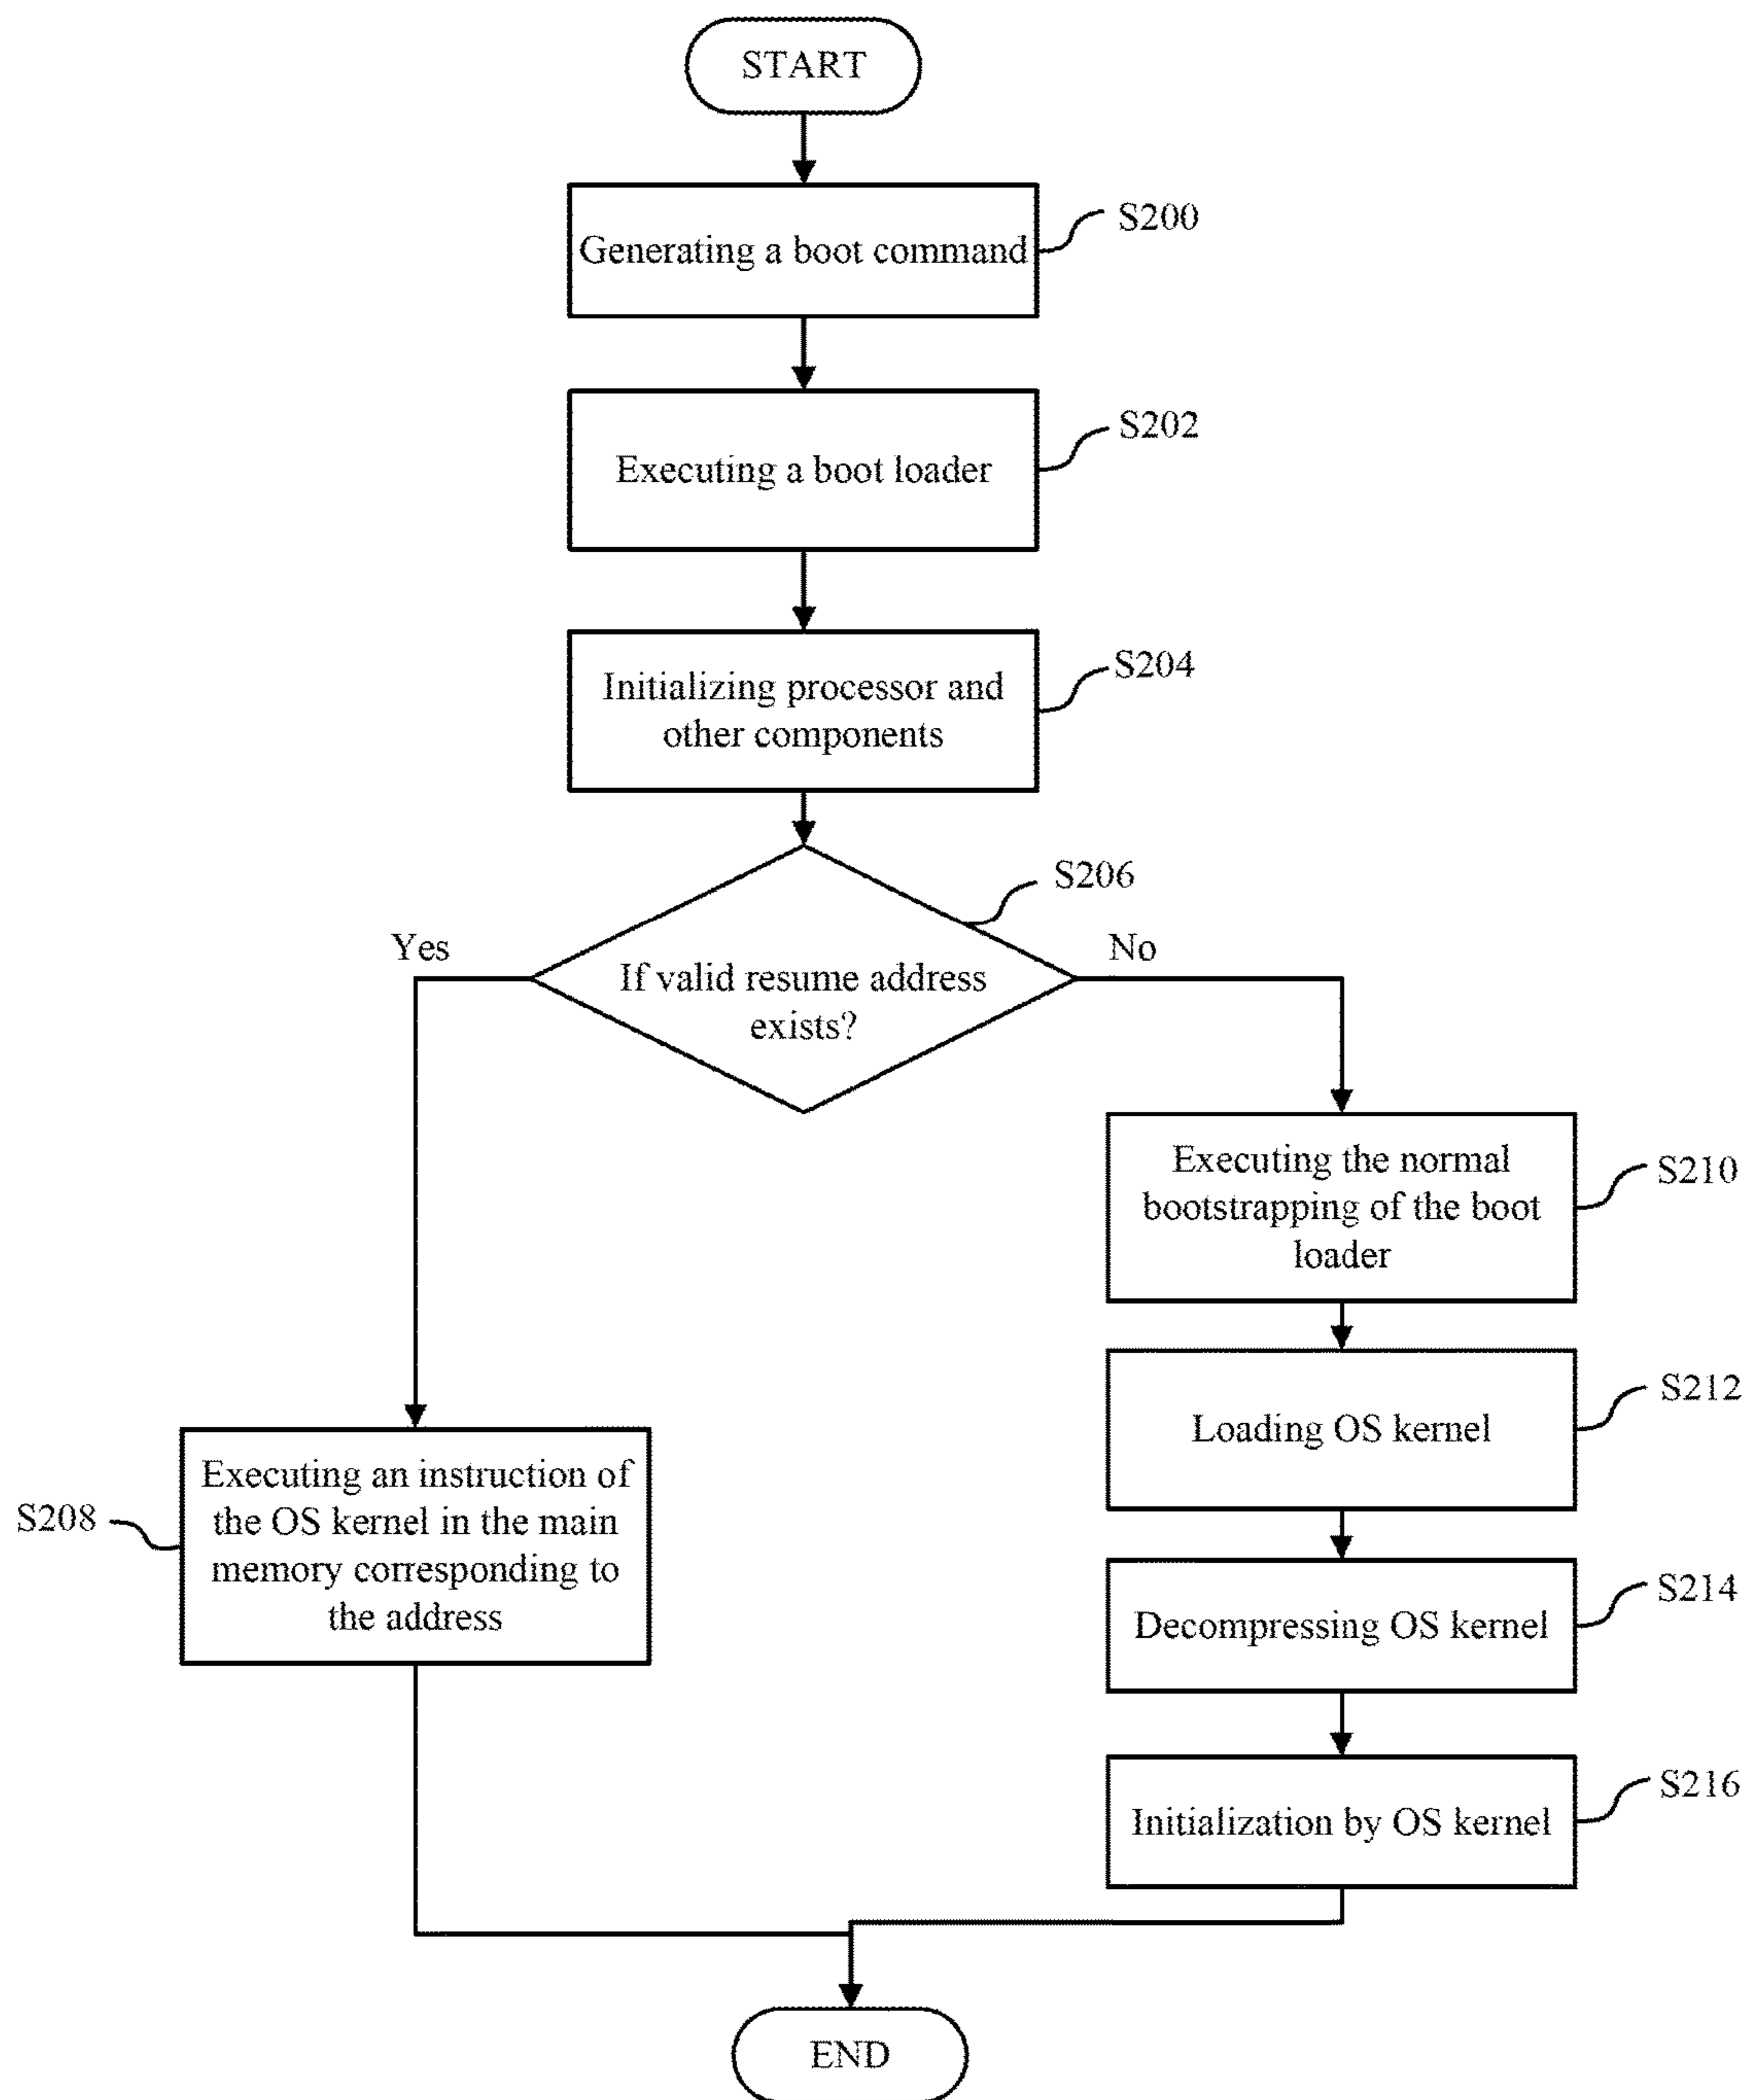 START
Generating a boot command
S200
Executing a boot loader
S202
Initializing processor and
other components
S204
S206
Yes
No
If valid resume address
exists?
Executing the normal
bootstrapping of the boot
loader
S210
Loading OS kernel
S212
S208
Executing an instruction of
the OS kernel in the main
memory corresponding to
the address
Decompressing OS kernel
S214
Initialization by OS kernel
S216
END